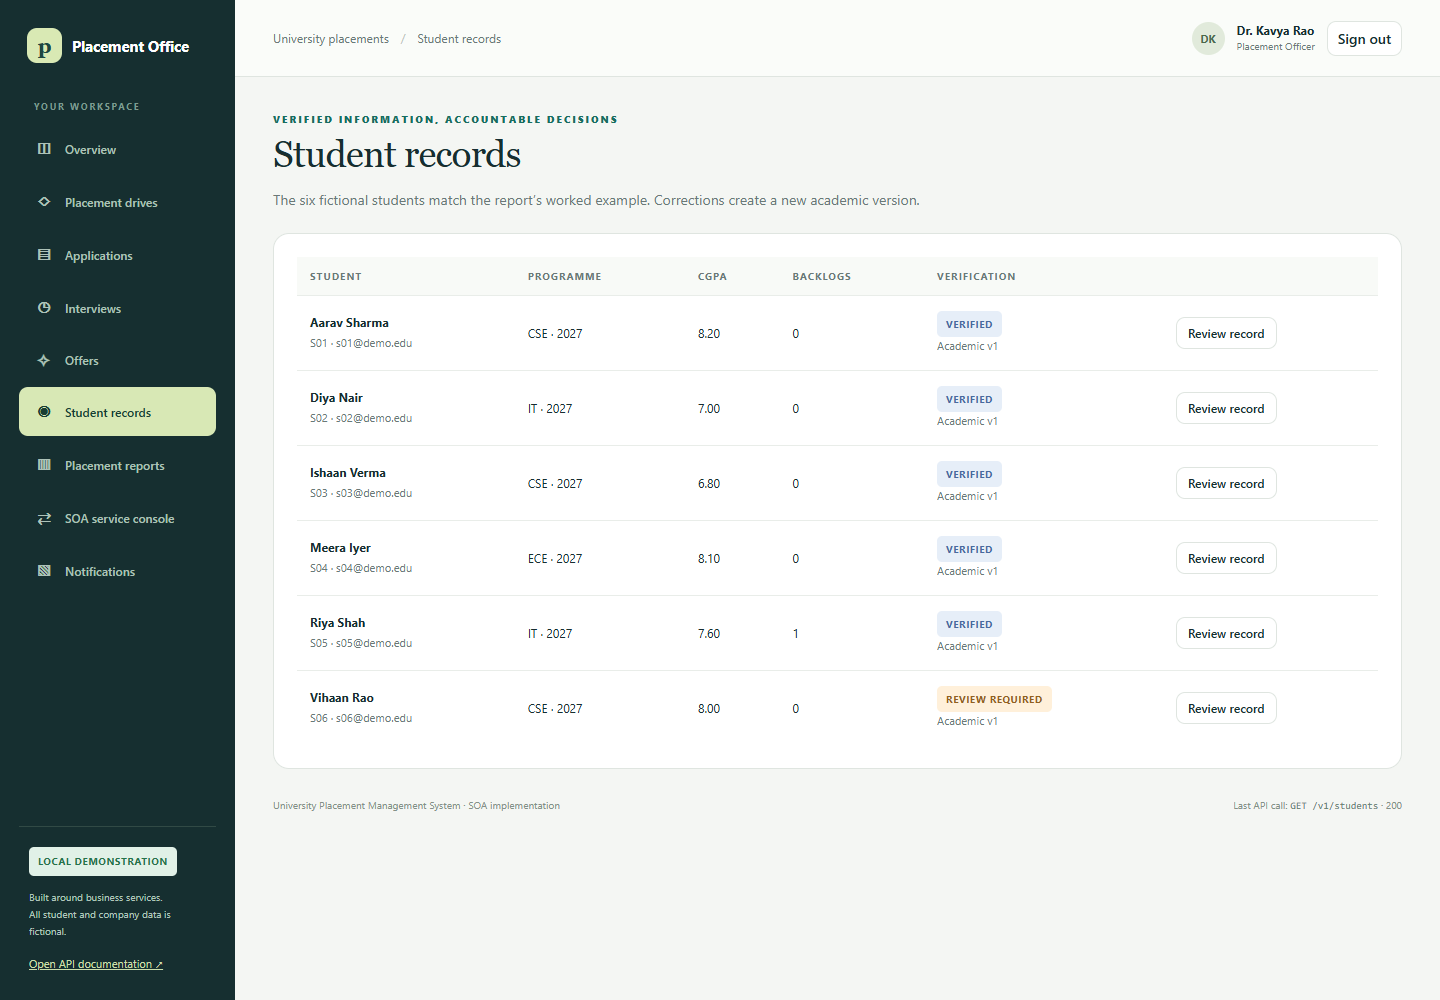 p Placement Office
YOUR WORKSPACE
Overview
Placement drives
Applications
Interviews
Offers
Student records
Placement reports
SOA service console
Notifications
LOCAL DEMONSTRATION
Built around business services.
All student and company data is
fictional.
Open API documentation ↗
University placements / Student records
DK
Dr. Kavya Rao
Placement Officer
Sign out
VERIFIED INFORMATION, ACCOUNTABLE DECISIONS
Student records
The six fictional students match the report’s worked example. Corrections create a new academic version.
STUDENT PROGRAMME CGPA BACKLOGS VERIFICATION
Aarav Sharma
S01 · s01@demo.edu
CSE · 2027
8.20
0
VERIFIED
Academic v1
Review record
Diya Nair
S02 · s02@demo.edu
IT · 2027
7.00
0
VERIFIED
Academic v1
Review record
Ishaan Verma
S03 · s03@demo.edu
CSE · 2027
6.80
0
VERIFIED
Academic v1
Review record
Meera Iyer
S04 · s04@demo.edu
ECE · 2027
8.10
0
VERIFIED
Academic v1
Review record
Riya Shah
S05 · s05@demo.edu
IT · 2027
7.60
1
VERIFIED
Academic v1
Review record
Vihaan Rao
S06 · s06@demo.edu
CSE · 2027
8.00
0
REVIEW REQUIRED
Academic v1
Review record
University Placement Management System · SOA implementation
Last API call: GET /v1/students · 200